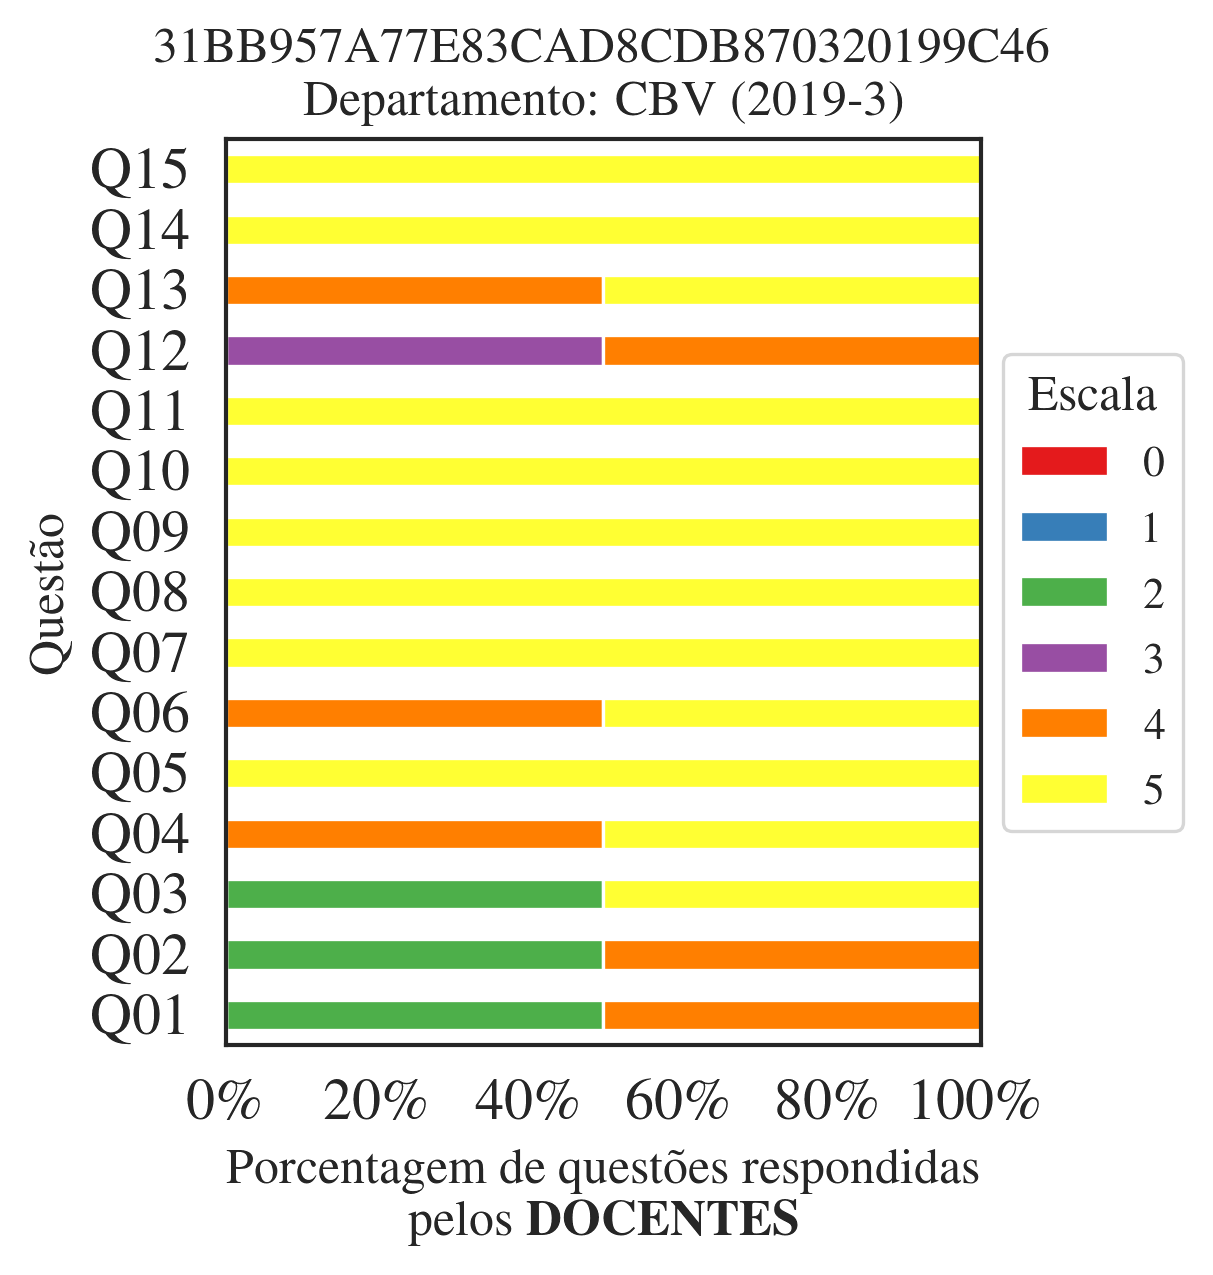 31BB957A77E83CAD8CDB870320199C46
Departamento: CBV (2019-3)
Q15
Q14
Q13
Q12
Q11
Q10
Q09
Q08
Q07
Q06
Q05
Q04
Q03
Q02
Q01
Questão
0% 20% 40% 60% 80% 100%
Porcentagem de questões respondidas
pelos DOCENTES
Escala
0
1
2
3
4
5